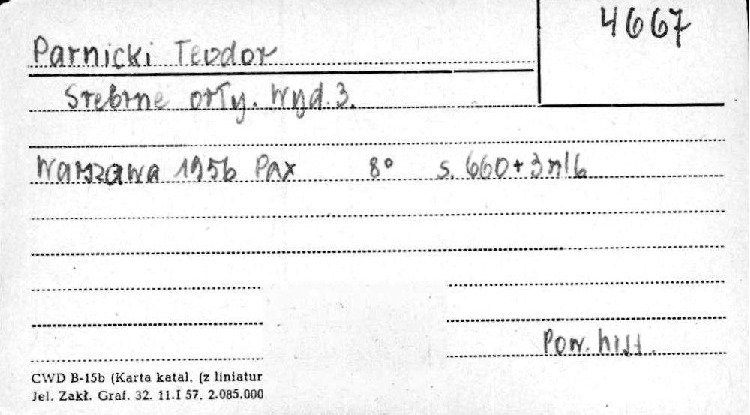 4667
Parnicki Teodor
Srebrne orły. Wyd. 3.
Warszawa 1956 Pax 8° s. 660+3 nlb
Pow. hist.
CWD B-15b (Karta katal. (z liniatur
Jel. Zakł. Graf. 32. 11.I 57. 2.085.000